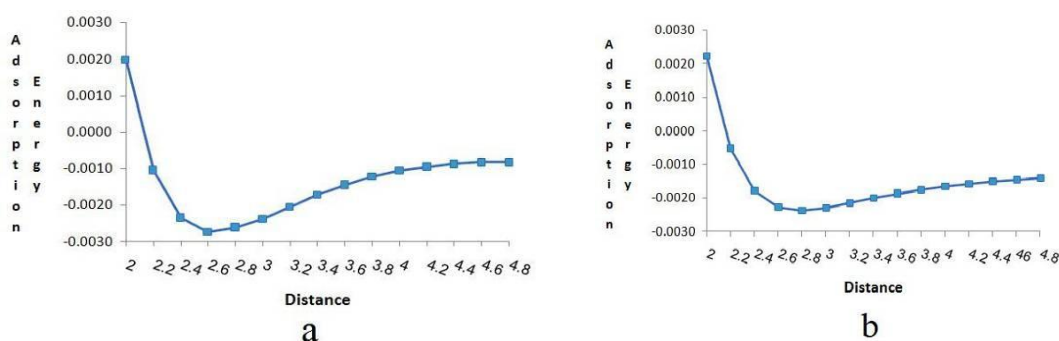 0.0030
0.0020
0.0010
0.0000
-0.0010
-0.0020
-0.0030
Adsorption
Energy
2 2.2 2.4 2.6 2.8 3 3.2 3.4 3.6 3.8 4 4.2 4.4 4.6 4.8
Distance
a
0.0030
0.0020
0.0010
0.0000
-0.0010
-0.0020
-0.0030
Adsorption
Energy
2 2.2 2.4 2.6 2.8 3 3.2 3.4 3.6 3.8 4 4.2 4.4 46 4.8
Distance
b